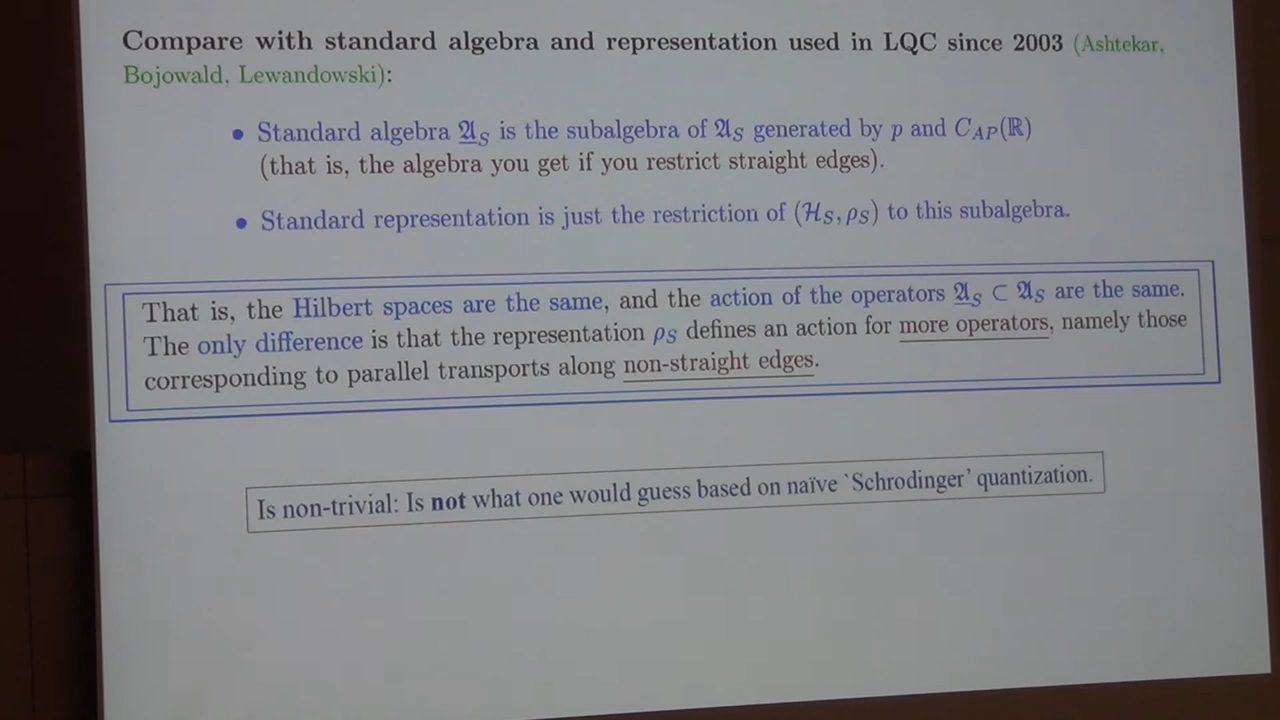 Compare with standard algebra and representation used in LQC since 2003 (Ashtekar,
Bojowald, Lewandowski):
• Standard algebra 𝔄̲_S is the subalgebra of 𝔄_S generated by p and C_AP(ℝ)
(that is, the algebra you get if you restrict straight edges).
• Standard representation is just the restriction of (ℋ_S, ρ_S) to this subalgebra.
That is, the Hilbert spaces are the same, and the action of the operators 𝔄̲_S ⊂ 𝔄_S are the same.
The only difference is that the representation ρ_S defines an action for more operators, namely those
corresponding to parallel transports along non-straight edges.
Is non-trivial: Is not what one would guess based on naïve `Schrodinger' quantization.